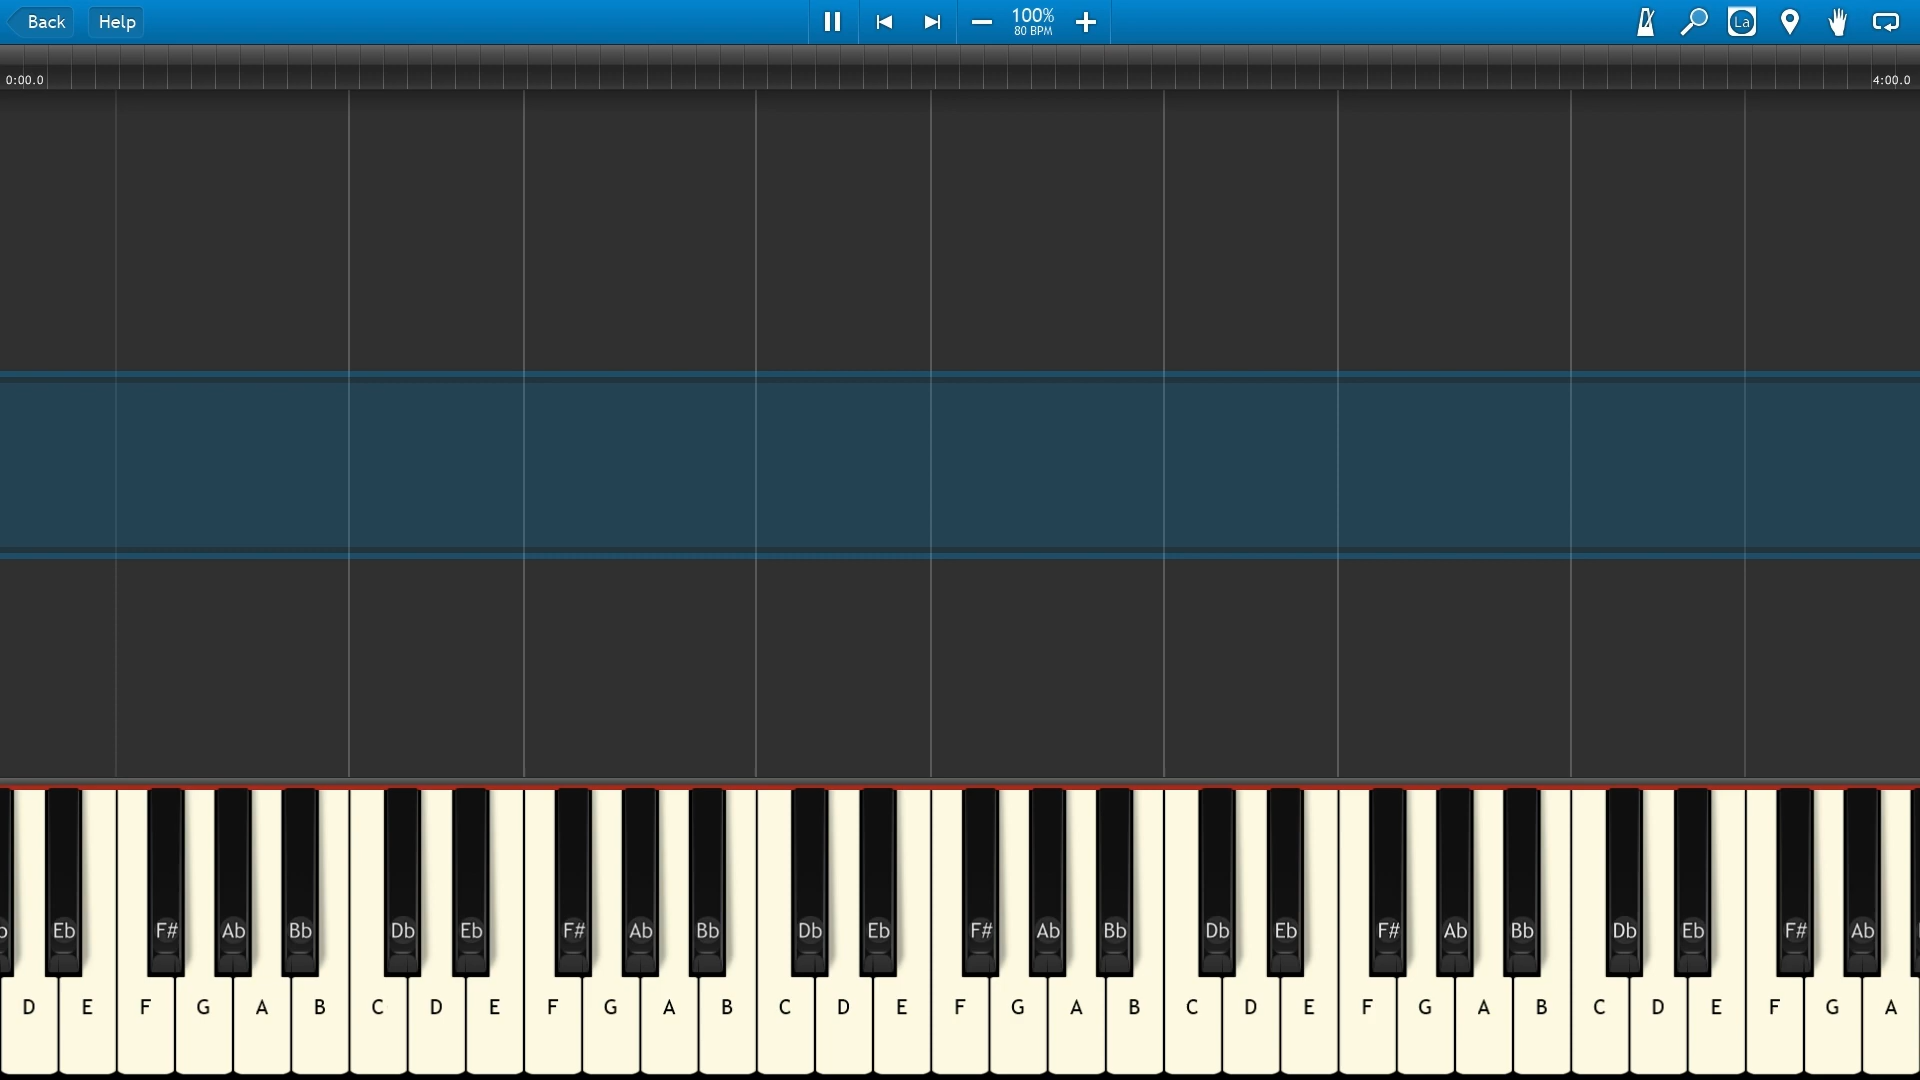 Back Help 100% La
80 BPM
0:00.0 4:00.0
Eb F# Ab Bb Db Eb F# Ab Bb Db Eb F# Ab Bb Db Eb F# Ab Bb Db Eb F# Ab
D E F G A B C D E F G A B C D E F G A B C D E F G A B C D E F G A